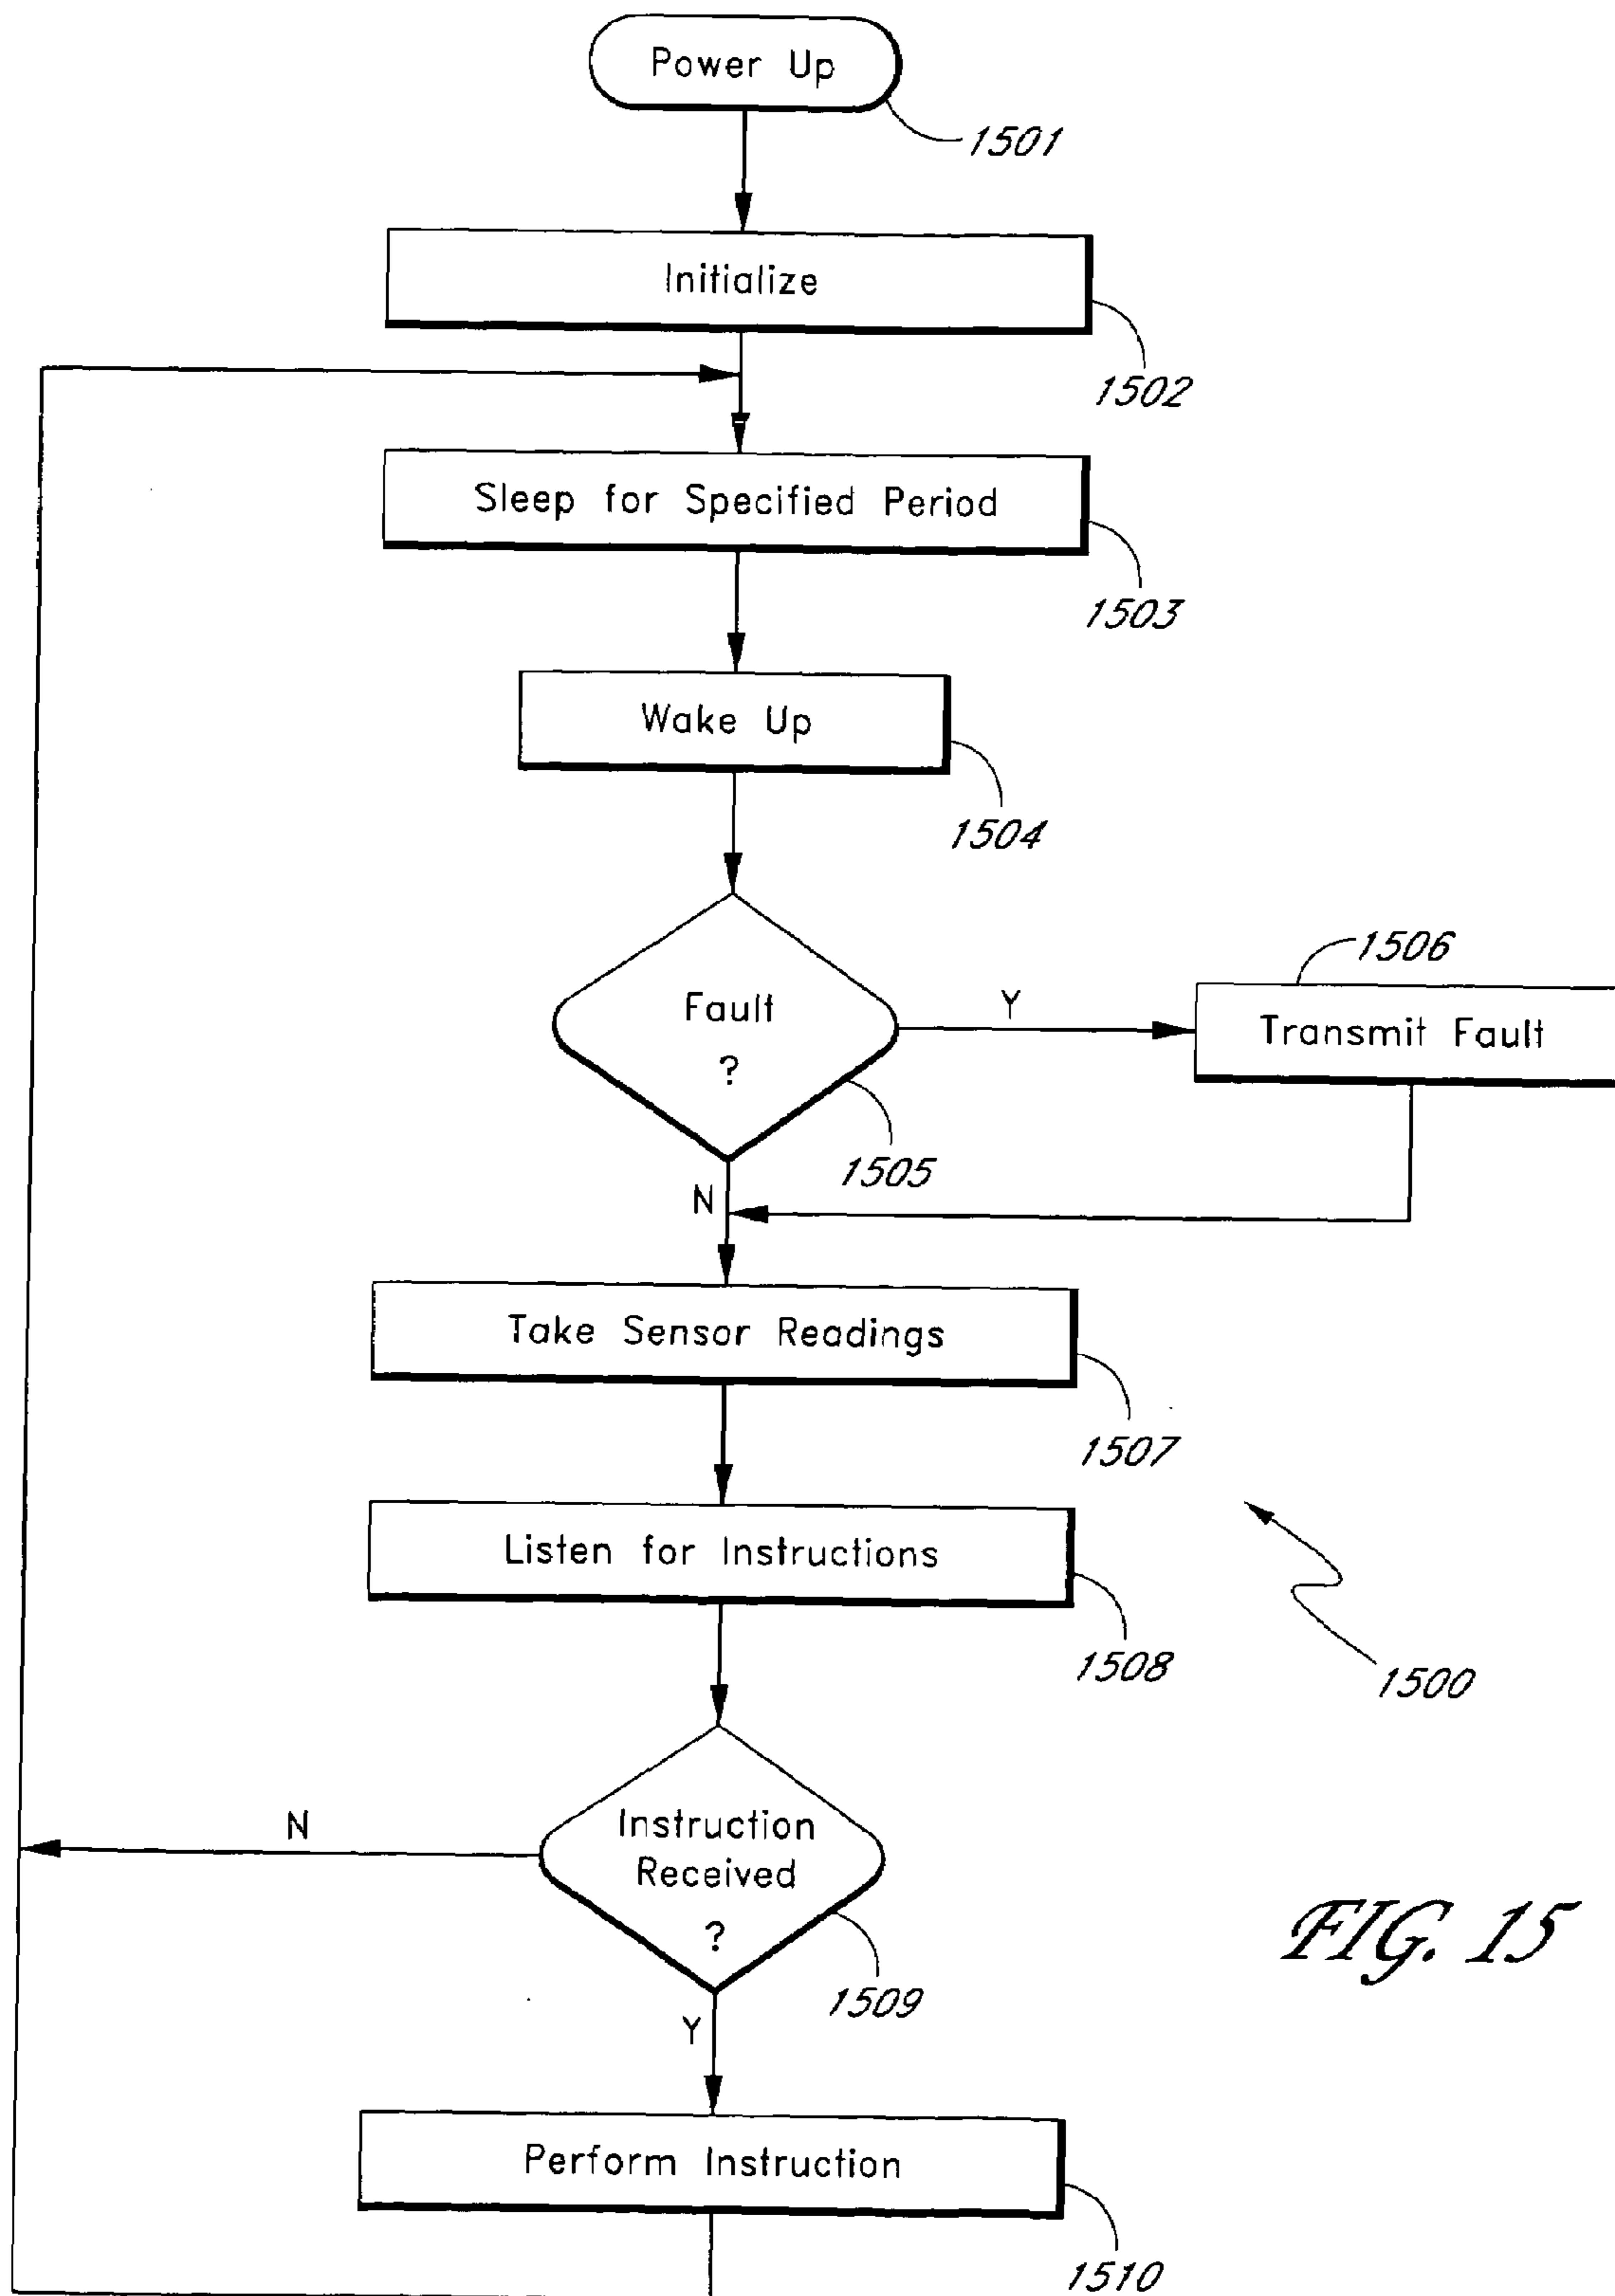 Power Up
1501
Initialize
1502
Sleep for Specified Period
1503
Wake Up
1504
Fault
?
Y
1506
Transmit Fault
1505
N
Take Sensor Readings
1507
Listen for Instructions
1508
1500
N
Instruction
Received
?
1509
Y
FIG. 15
Perform Instruction
1510